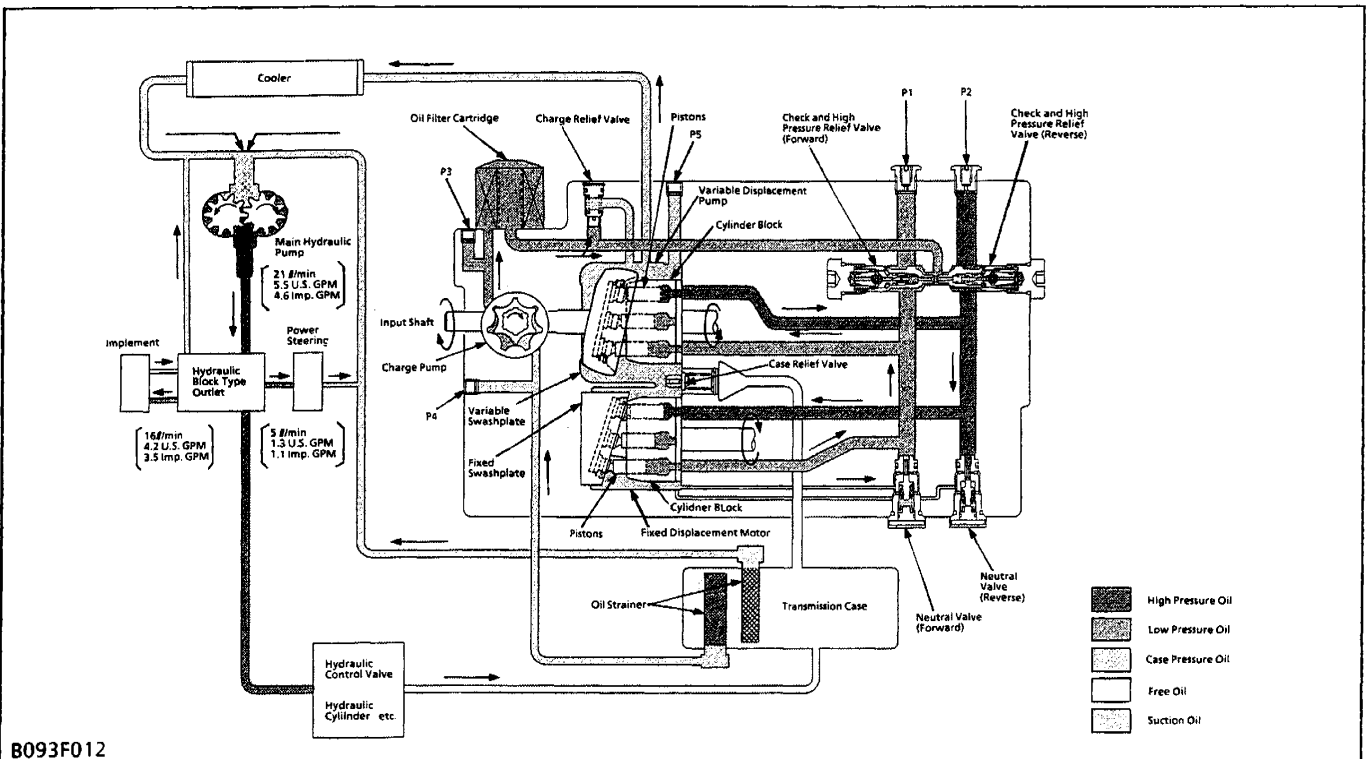 Cooler
Oil Filter Cartridge
Charge Relief Valve
Pistons
P5
P3
Variable Displacement
Pump
Cylinder Block
Check and High
Pressure Relief Valve
(Forward)
P1
P2
Check and High
Pressure Relief
Valve (Reverse)
Main Hydraulic
Pump
21 ℓ/min
5.5 U.S. GPM
4.6 Imp. GPM
Input Shaft
Charge Pump
Case Relief Valve
Implement
Hydraulic
Block Type
Outlet
Power
Steering
P4
Variable
Swashplate
16ℓ/min
4.2 U.S. GPM
3.5 Imp. GPM
5 ℓ/min
1.3 U.S. GPM
1.1 Imp. GPM
Fixed
Swashplate
Pistons
Cylidner BLock
Fixed Displacement Motor
Neutral
Valve
(Reverse)
Neutral Valve
(Forward)
Oil Strainer
Transmission Case
Hydraulic
Control Valve
Hydraulic
Cyliinder etc.
High Pressure Oil
Low Pressure Oil
Case Pressure Oil
Free Oil
Suction Oil
B093F012